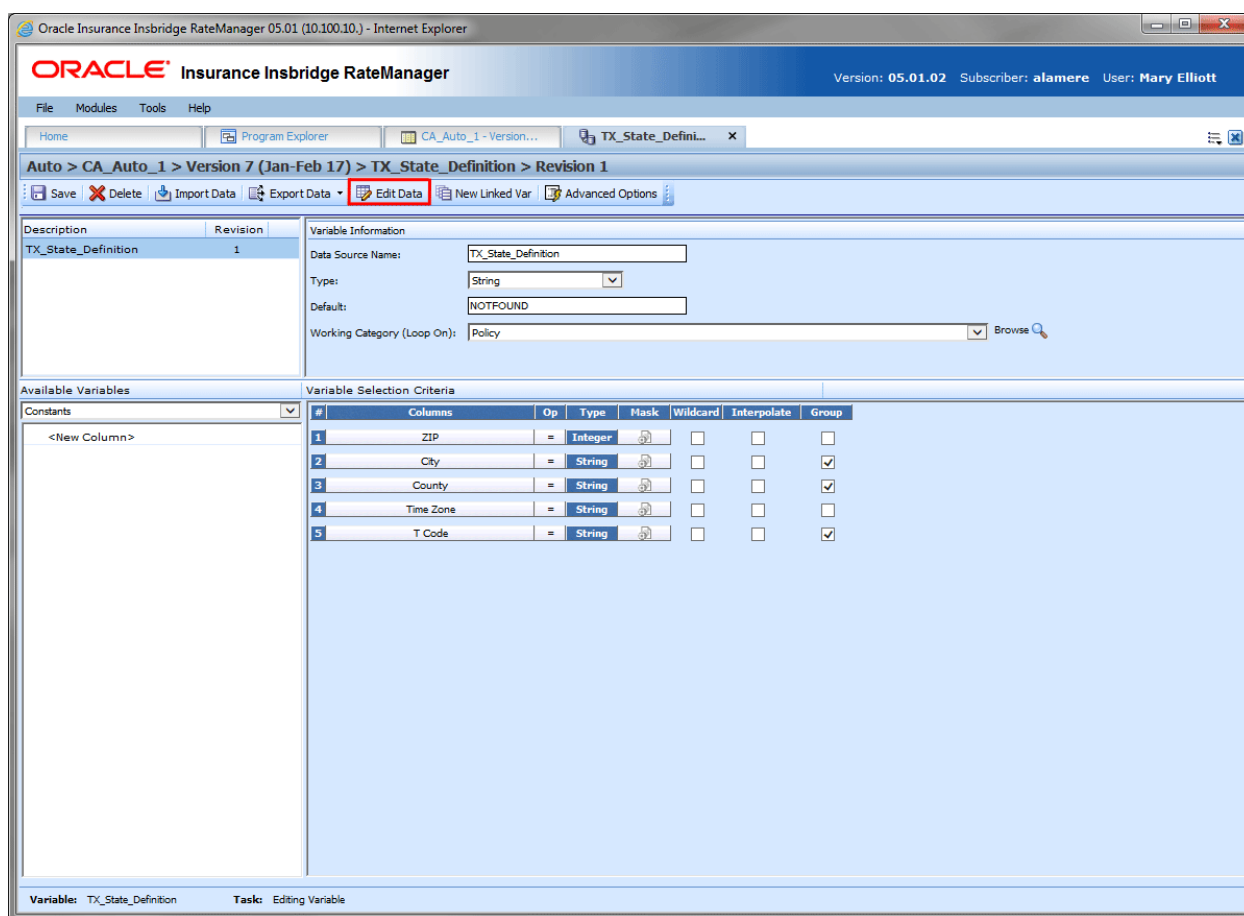 Oracle Insurance Insbridge RateManager 05.01 (10.100.10.) - Internet Explorer
ORACLE® Insurance Insbridge RateManager
Version: 05.01.02 Subscriber: alamere User: Mary Elliott
File Modules Tools Help
Home Program Explorer CA_Auto_1 - Version... TX_State_Defini... x
Auto > CA_Auto_1 > Version 7 (Jan-Feb 17) > TX_State_Definition > Revision 1
Save Delete Import Data Export Data Edit Data New Linked Var Advanced Options
Description Revision
TX_State_Definition 1
Variable Information
Data Source Name: TX_State_Definition
Type: String
Default: NOTFOUND
Working Category (Loop On): Policy Browse
Available Variables
Constants
<New Column>
Variable Selection Criteria
# Columns Op Type Mask Wildcard Interpolate Group
1 ZIP = Integer
2 City = String
3 County = String
4 Time Zone = String
5 T Code = String
Variable: TX_State_Definition Task: Editing Variable